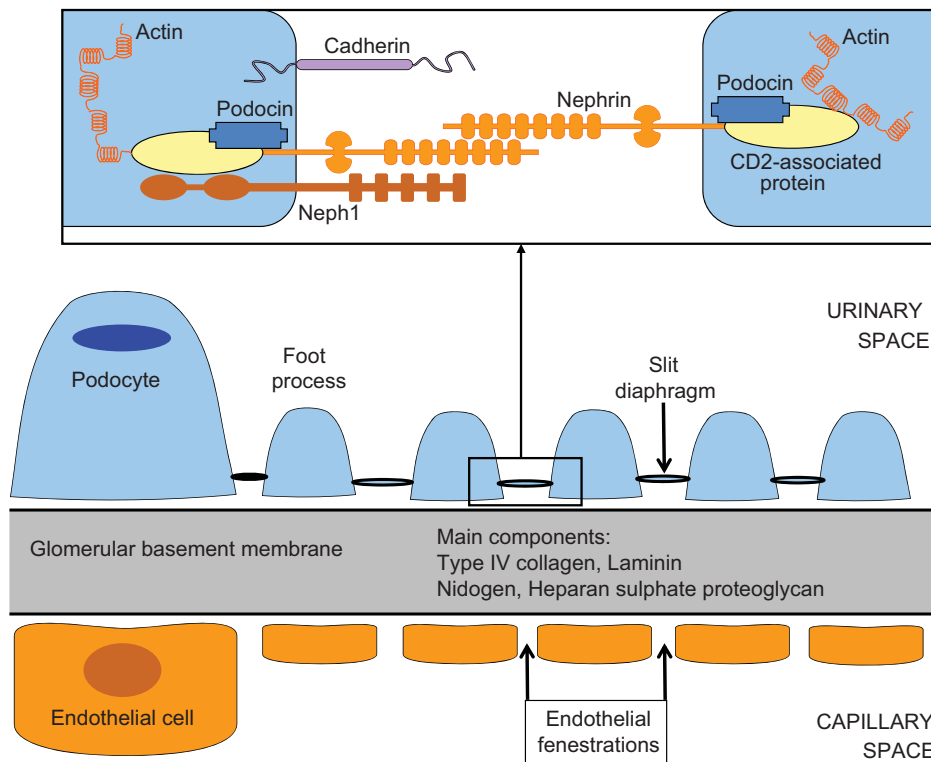 Actin
Cadherin
Actin
Podocin
Nephrin
Podocin
CD2-associated
protein
Neph1
URINARY
SPACE
Podocyte
Foot
process
Slit
diaphragm
Glomerular basement membrane
Main components:
Type IV collagen, Laminin
Nidogen, Heparan sulphate proteoglycan
Endothelial cell
Endothelial
fenestrations
CAPILLARY
SPACE